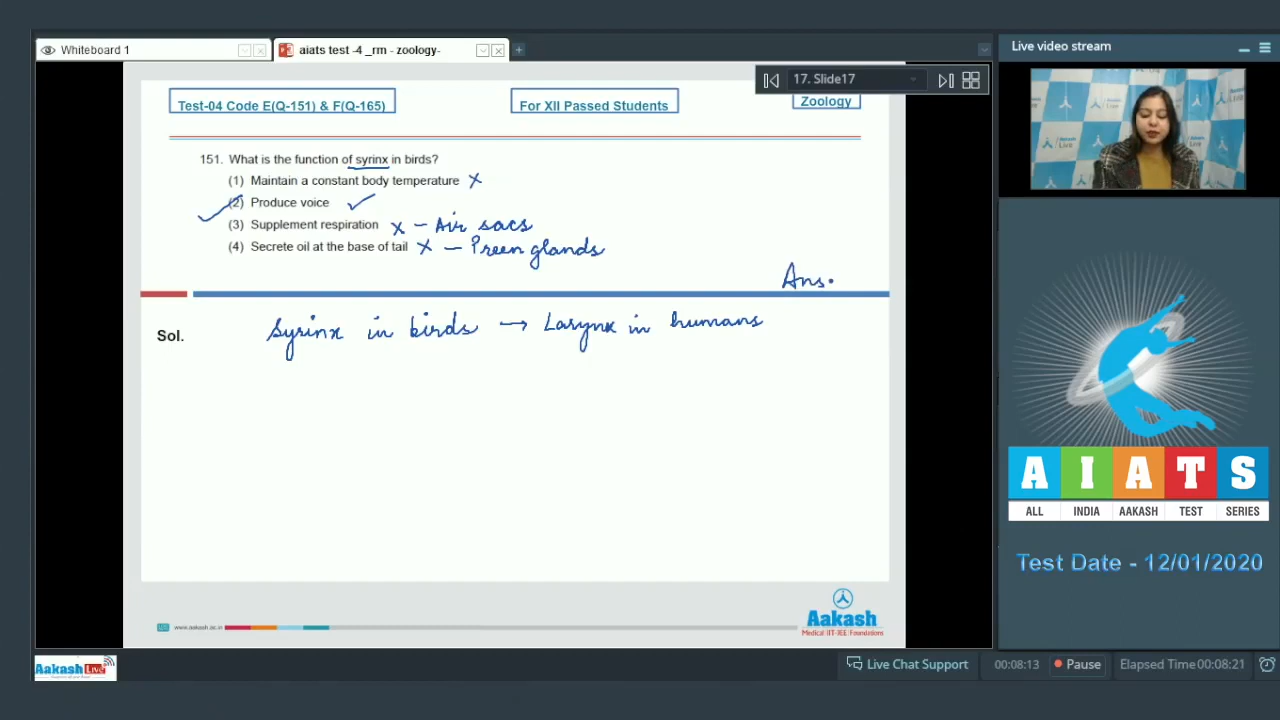 Whiteboard 1
aiats test -4 _rm - zoology-
Live video stream
17. Slide17
Test-04 Code E(Q-151) & F(Q-165)
For XII Passed Students
Zoology
151. What is the function of syrinx in birds?
(1) Maintain a constant body temperature x
(2) Produce voice
(3) Supplement respiration x - Air sacs
(4) Secrete oil at the base of tail x - Preen glands
Ans.
Sol. Syrinx in birds → Larynx in humans
A I A T S
ALL INDIA AAKASH TEST SERIES
Test Date - 12/01/2020
www.aakash.ac.in
Aakash
Medical IIT-JEE Foundations
Aakash Live
Live Chat Support
00:08:13
Pause
Elapsed Time 00:08:21